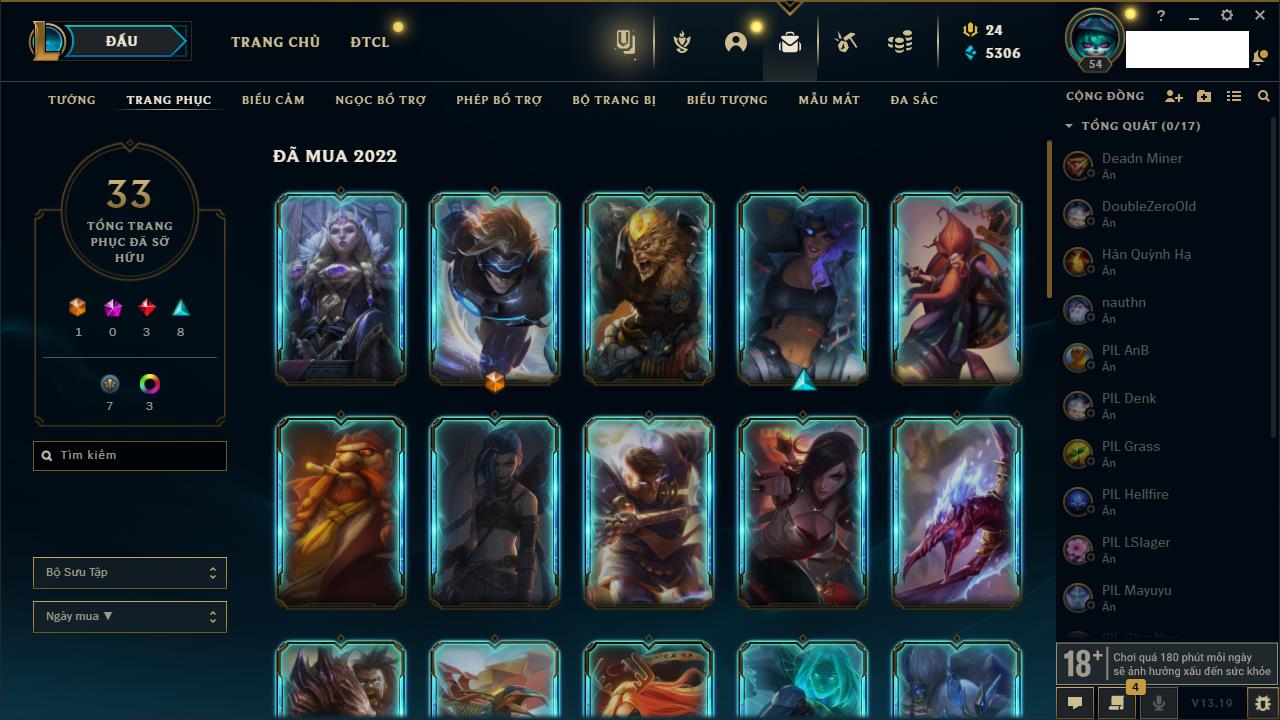 ĐẤU
TRANG CHỦ
ĐTCL
24
5306
?
54
TƯỚNG
TRANG PHỤC
BIỂU CẢM
NGỌC BỔ TRỢ
PHÉP BỔ TRỢ
BỘ TRANG BỊ
BIỂU TƯỢNG
MẪU MẮT
ĐA SẮC
CỘNG ĐỒNG
33
TỔNG TRANG
PHỤC ĐÃ SỞ
HỮU
1 0 3 8
7 3
Tìm kiếm
Bộ Sưu Tập
Ngày mua ▼
ĐÃ MUA 2022
TỔNG QUÁT (0/17)
Deadn Miner
Ẩn
DoubleZeroOld
Ẩn
Hân Quỳnh Hạ
Ẩn
nauthn
Ẩn
PIL AnB
Ẩn
PIL Denk
Ẩn
PIL Grass
Ẩn
PIL Hellfire
Ẩn
PIL LSlager
Ẩn
PIL Mayuyu
Ẩn
18+
Chơi quá 180 phút mỗi ngày
sẽ ảnh hưởng xấu đến sức khỏe
4
V13.19